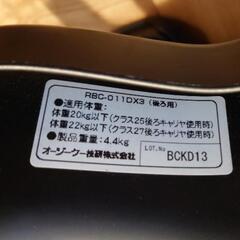 RBC-011DX3 (後ろ用)
●適用体重：
体重20kg以下(クラス25後ろキャリヤ使用時)
体重22kg以下(クラス27後ろキャリヤ使用時)
●製品重量：4.4kg
オージーケー技研株式会社
LOT.No
BCKD13